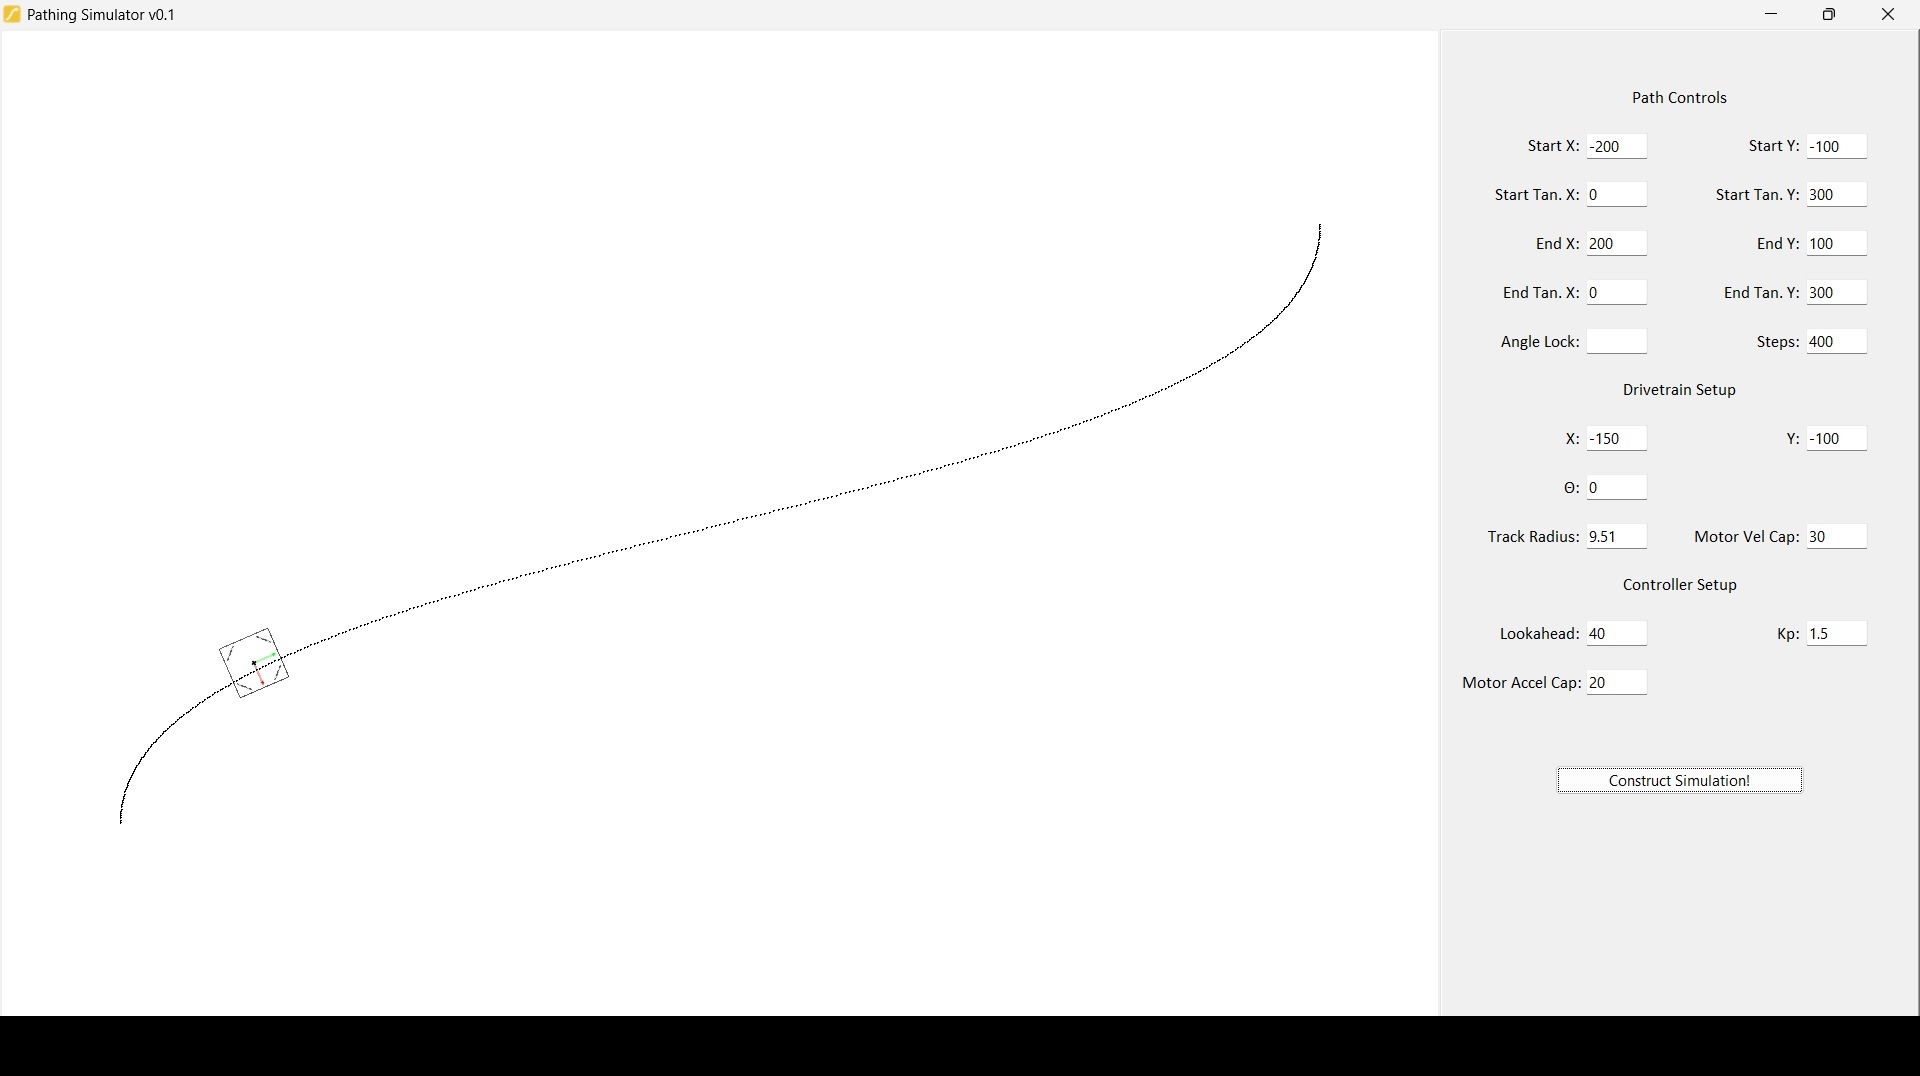 Pathing Simulator v0.1
Path Controls
Start X: -200 Start Y: -100
Start Tan. X: 0 Start Tan. Y: 300
End X: 200 End Y: 100
End Tan. X: 0 End Tan. Y: 300
Angle Lock: Steps: 400
Drivetrain Setup
X: -150 Y: -100
Θ: 0
Track Radius: 9.51 Motor Vel Cap: 30
Controller Setup
Lookahead: 40 Kp: 1.5
Motor Accel Cap: 20
Construct Simulation!